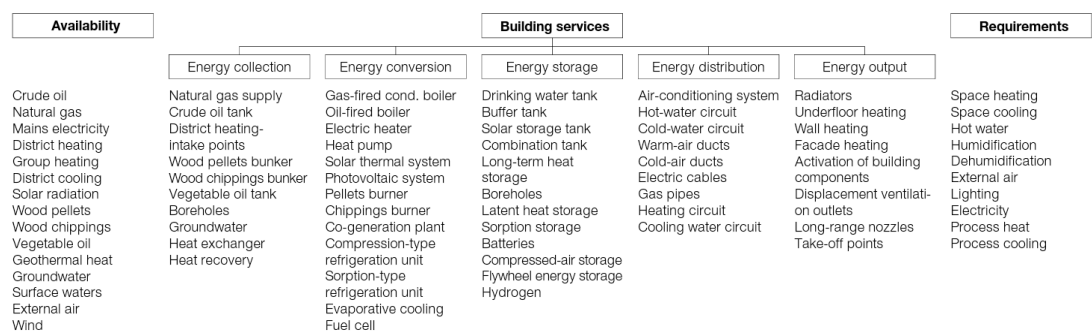 Availability
Building services
Requirements
Energy collection
Energy conversion
Energy storage
Energy distribution
Energy output
Crude oil
Natural gas
Mains electricity
District heating
Group heating
District cooling
Solar radiation
Wood pellets
Wood chippings
Vegetable oil
Geothermal heat
Groundwater
Surface waters
External air
Wind
Natural gas supply
Crude oil tank
District heating-
intake points
Wood pellets bunker
Wood chippings bunker
Vegetable oil tank
Boreholes
Groundwater
Heat exchanger
Heat recovery
Gas-fired cond. boiler
Oil-fired boiler
Electric heater
Heat pump
Solar thermal system
Photovoltaic system
Pellets burner
Chippings burner
Co-generation plant
Compression-type
refrigeration unit
Sorption-type
refrigeration unit
Evaporative cooling
Fuel cell
Drinking water tank
Buffer tank
Solar storage tank
Combination tank
Long-term heat
storage
Boreholes
Latent heat storage
Sorption storage
Batteries
Compressed-air storage
Flywheel energy storage
Hydrogen
Air-conditioning system
Hot-water circuit
Cold-water circuit
Warm-air ducts
Cold-air ducts
Electric cables
Gas pipes
Heating circuit
Cooling water circuit
Radiators
Underfloor heating
Wall heating
Facade heating
Activation of building
components
Displacement ventilati-
on outlets
Long-range nozzles
Take-off points
Space heating
Space cooling
Hot water
Humidification
Dehumidification
External air
Lighting
Electricity
Process heat
Process cooling